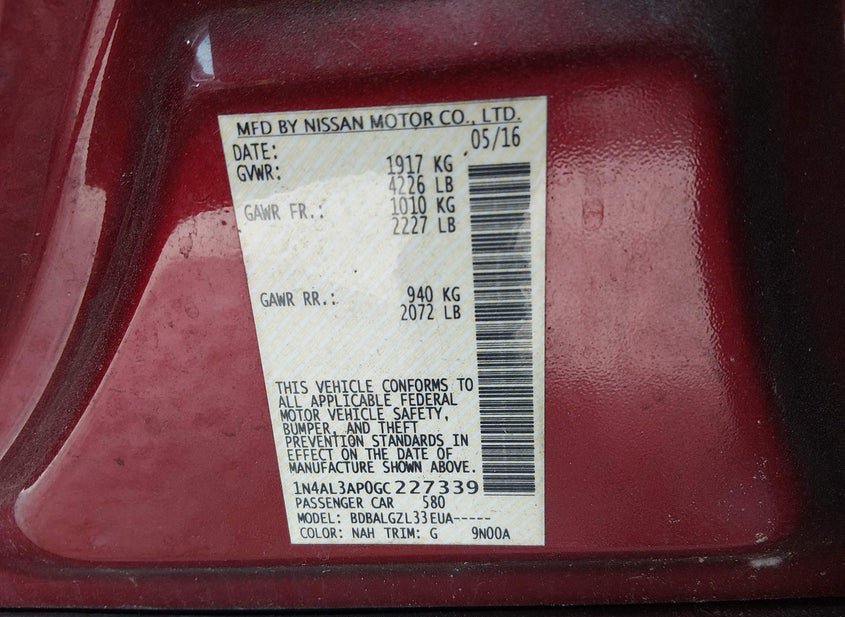 MFD BY NISSAN MOTOR CO., LTD.
DATE: 05/16
GVWR: 1917 KG
4226 LB
GAWR FR.: 1010 KG
2227 LB
GAWR RR.: 940 KG
2072 LB
THIS VEHICLE CONFORMS TO
ALL APPLICABLE FEDERAL
MOTOR VEHICLE SAFETY,
BUMPER, AND THEFT
PREVENTION STANDARDS IN
EFFECT ON THE DATE OF
MANUFACTURE SHOWN ABOVE.
1N4AL3AP0GC227339
PASSENGER CAR 580
MODEL: BDBALGZL33EUA-----
COLOR: NAH TRIM: G 9N00A